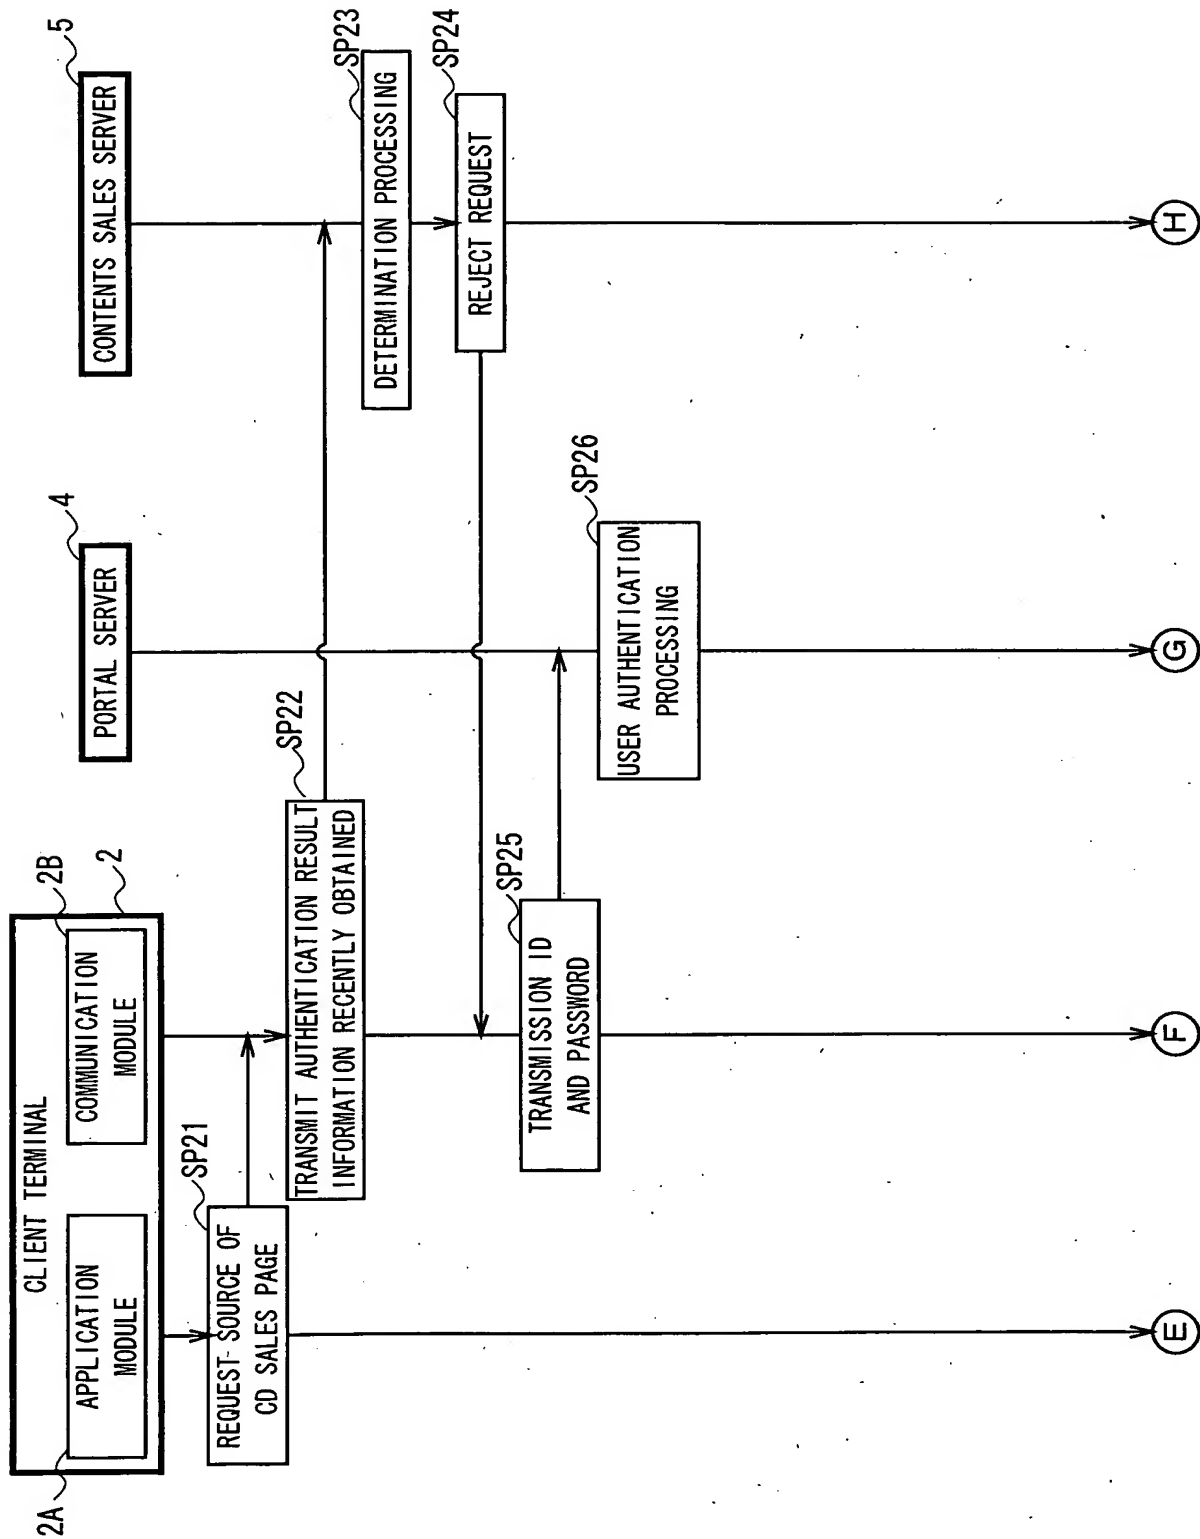 CLIENT TERMINAL
2A
APPLICATION
MODULE
COMMUNICATION
MODULE
2B
2
PORTAL SERVER
4
CONTENTS SALES SERVER
5
SP21
REQUEST SOURCE OF
CD SALES PAGE
SP22
TRANSMIT AUTHENTICATION RESULT
INFORMATION RECENTLY OBTAINED
SP23
DETERMINATION PROCESSING
SP24
REJECT REQUEST
SP25
TRANSMISSION ID
AND PASSWORD
SP26
USER AUTHENTICATION
PROCESSING
E
F
G
H